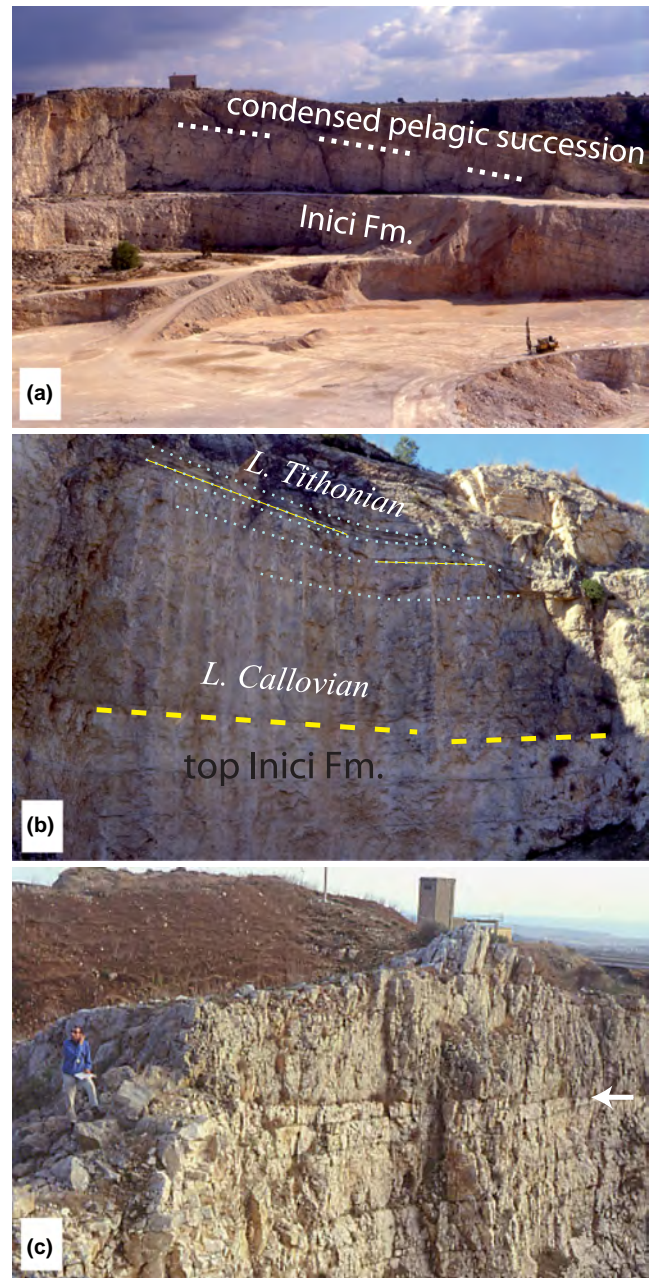 condensed pelagic succession
Inici Fm.
(a)
L. Tithonian
L. Callovian
top Inici Fm.
(b)
(c)